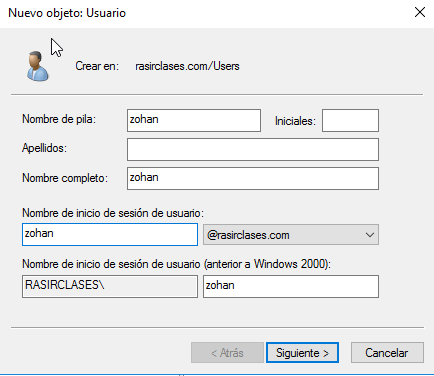 Nuevo objeto: Usuario
Crear en: rasirclases.com/Users
Nombre de pila: zohan Iniciales:
Apellidos:
Nombre completo: zohan
Nombre de inicio de sesión de usuario:
zohan @rasirclases.com
Nombre de inicio de sesión de usuario (anterior a Windows 2000):
RASIRCLASES\ zohan
< Atrás Siguiente > Cancelar